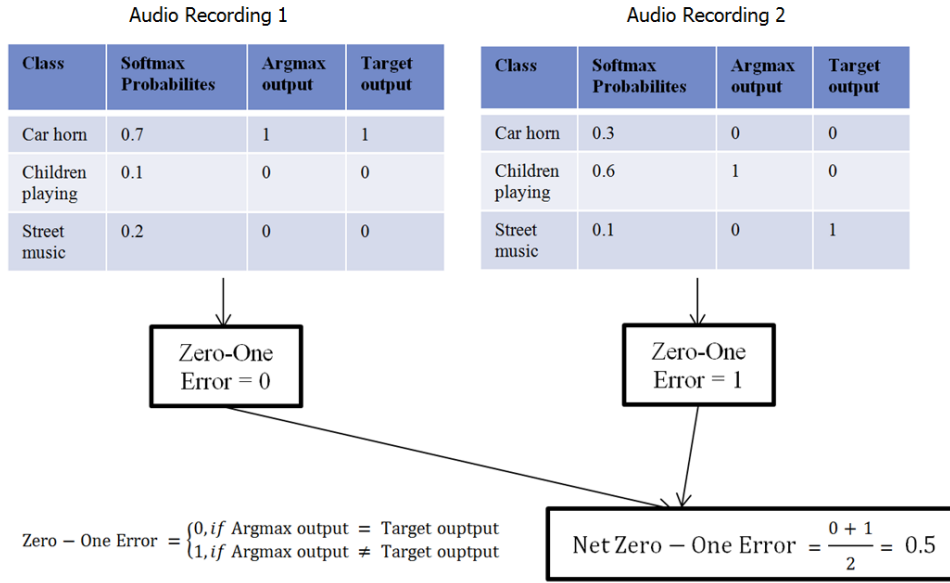 Audio Recording 1
Class Softmax Probabilites Argmax output Target output
Car horn 0.7 1 1
Children playing 0.1 0 0
Street music 0.2 0 0
Audio Recording 2
Class Softmax Probabilites Argmax output Target output
Car horn 0.3 0 0
Children playing 0.6 1 0
Street music 0.1 0 1
Zero-One
Error = 0
Zero-One
Error = 1
Zero − One Error = {0, if Argmax output = Target ouptput
1, if Argmax output ≠ Target ouptput
Net Zero − One Error = (0 + 1)/2 = 0.5